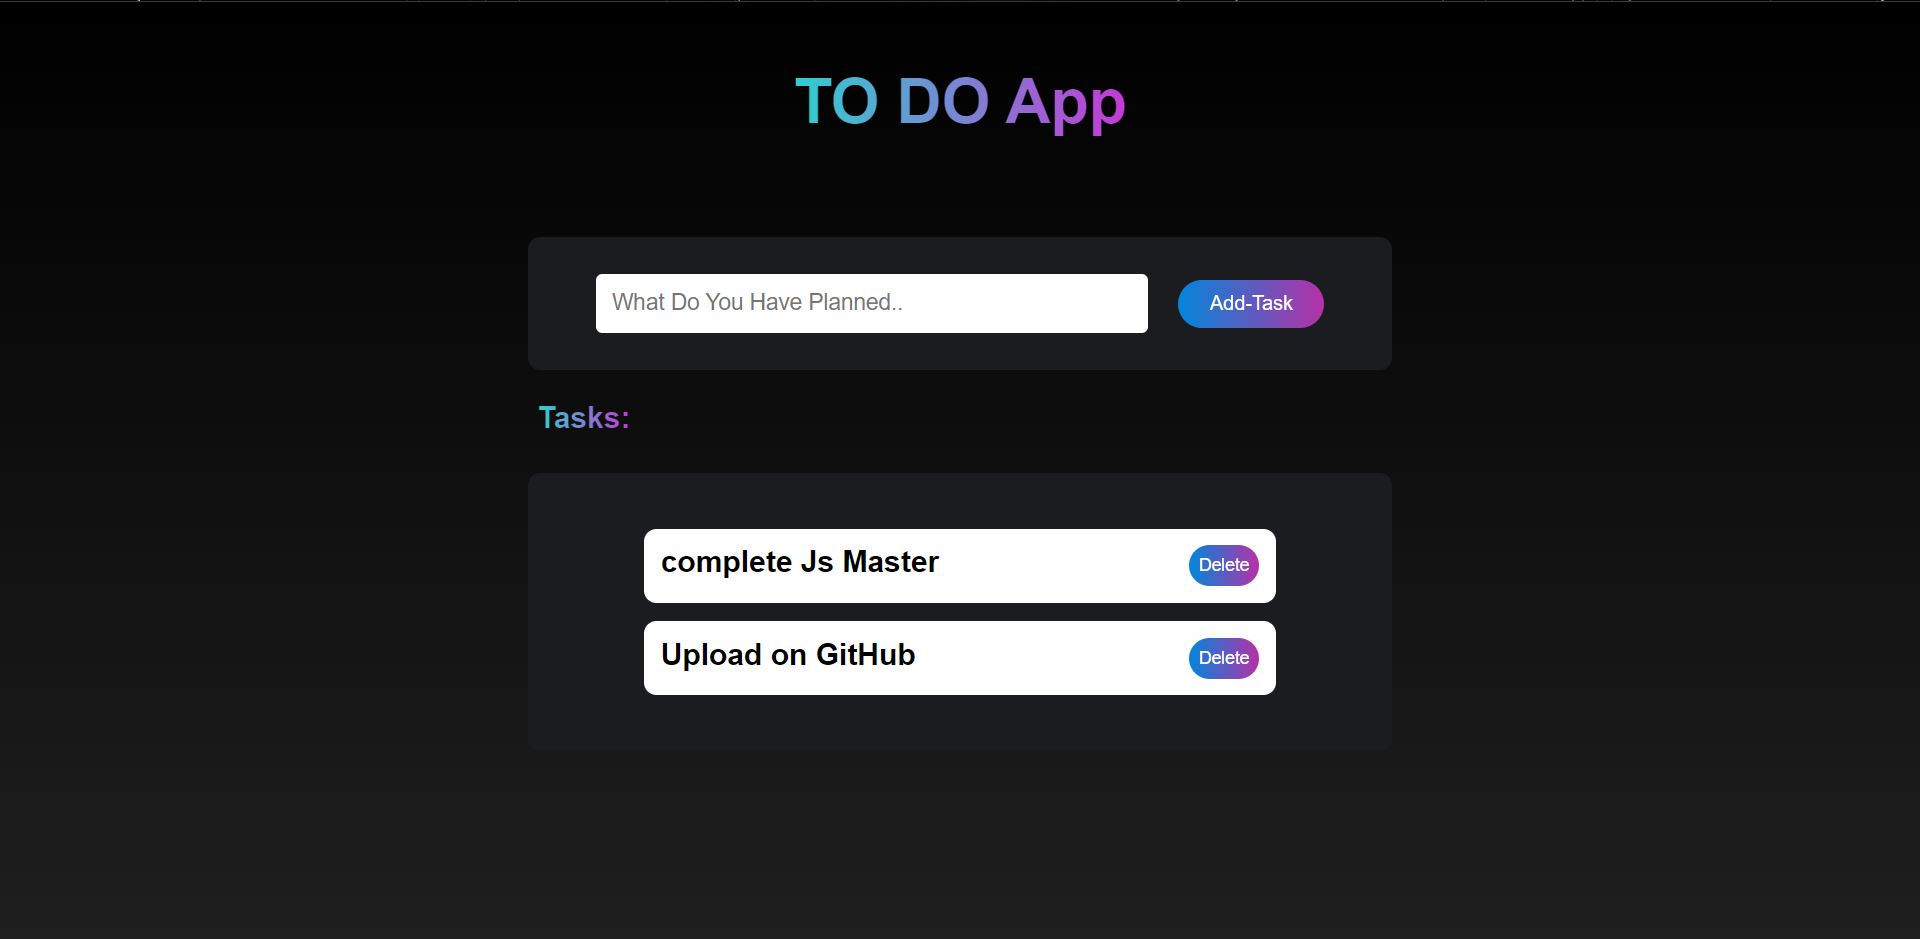 TO DO App
What Do You Have Planned..
Add-Task
Tasks:
complete Js Master
Delete
Upload on GitHub
Delete